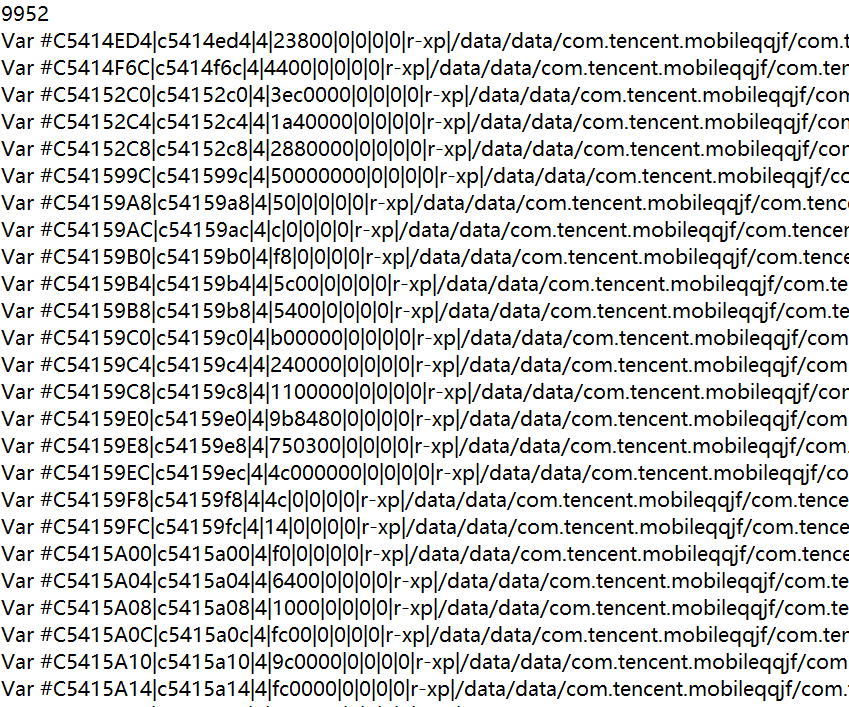 9952
Var #C5414ED4|c5414ed4|4|23800|0|0|0|0|r-xp|/data/data/com.tencent.mobileqqjf/com.t
Var #C5414F6C|c5414f6c|4|4400|0|0|0|0|r-xp|/data/data/com.tencent.mobileqqjf/com.ten
Var #C54152C0|c54152c0|4|3ec0000|0|0|0|0|r-xp|/data/data/com.tencent.mobileqqjf/com
Var #C54152C4|c54152c4|4|1a40000|0|0|0|0|r-xp|/data/data/com.tencent.mobileqqjf/con
Var #C54152C8|c54152c8|4|2880000|0|0|0|0|r-xp|/data/data/com.tencent.mobileqqjf/cor
Var #C541599C|c541599c|4|50000000|0|0|0|0|r-xp|/data/data/com.tencent.mobileqqjf/cc
Var #C54159A8|c54159a8|4|50|0|0|0|0|r-xp|/data/data/com.tencent.mobileqqjf/com.tenc
Var #C54159AC|c54159ac|4|c|0|0|0|0|r-xp|/data/data/com.tencent.mobileqqjf/com.tencer
Var #C54159B0|c54159b0|4|f8|0|0|0|0|r-xp|/data/data/com.tencent.mobileqqjf/com.tence
Var #C54159B4|c54159b4|4|5c00|0|0|0|0|r-xp|/data/data/com.tencent.mobileqqjf/com.te
Var #C54159B8|c54159b8|4|5400|0|0|0|0|r-xp|/data/data/com.tencent.mobileqqjf/com.te
Var #C54159C0|c54159c0|4|b00000|0|0|0|0|r-xp|/data/data/com.tencent.mobileqqjf/com
Var #C54159C4|c54159c4|4|240000|0|0|0|0|r-xp|/data/data/com.tencent.mobileqqjf/com
Var #C54159C8|c54159c8|4|1100000|0|0|0|0|r-xp|/data/data/com.tencent.mobileqqjf/cor
Var #C54159E0|c54159e0|4|9b8480|0|0|0|0|r-xp|/data/data/com.tencent.mobileqqjf/com
Var #C54159E8|c54159e8|4|750300|0|0|0|0|r-xp|/data/data/com.tencent.mobileqqjf/com.
Var #C54159EC|c54159ec|4|4c000000|0|0|0|0|r-xp|/data/data/com.tencent.mobileqqjf/co
Var #C54159F8|c54159f8|4|4c|0|0|0|0|r-xp|/data/data/com.tencent.mobileqqjf/com.tence
Var #C54159FC|c54159fc|4|14|0|0|0|0|r-xp|/data/data/com.tencent.mobileqqjf/com.tence
Var #C5415A00|c5415a00|4|f0|0|0|0|0|r-xp|/data/data/com.tencent.mobileqqjf/com.tence
Var #C5415A04|c5415a04|4|6400|0|0|0|0|r-xp|/data/data/com.tencent.mobileqqjf/com.te
Var #C5415A08|c5415a08|4|1000|0|0|0|0|r-xp|/data/data/com.tencent.mobileqqjf/com.te
Var #C5415A0C|c5415a0c|4|fc00|0|0|0|0|r-xp|/data/data/com.tencent.mobileqqjf/com.ten
Var #C5415A10|c5415a10|4|9c0000|0|0|0|0|r-xp|/data/data/com.tencent.mobileqqjf/com
Var #C5415A14|c5415a14|4|fc0000|0|0|0|0|r-xp|/data/data/com.tencent.mobileqqjf/com.